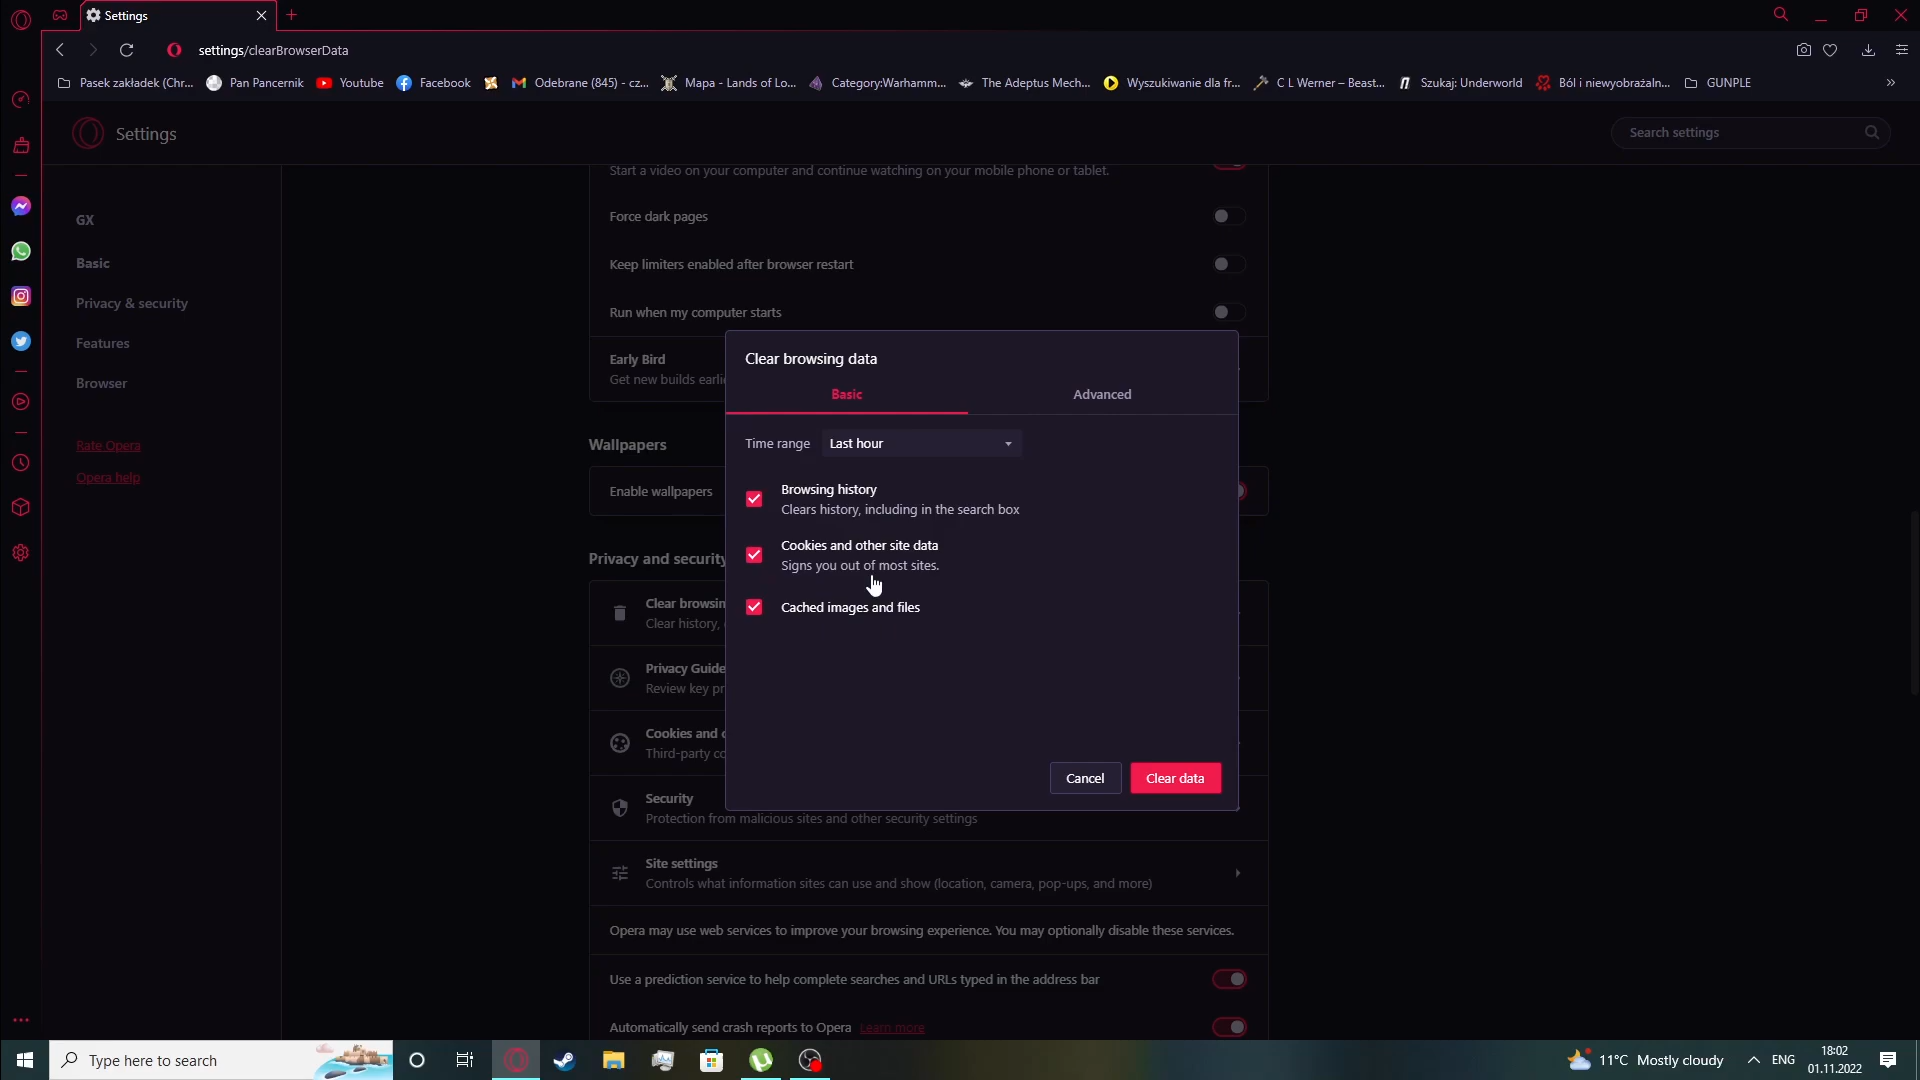 Settings
settings/clearBrowserData
Pasek zakładek (Chr...
Pan Pancernik
Youtube
Facebook
Odebrane (845) - cz...
Mapa - Lands of Lo...
Category:Warhamm...
The Adeptus Mech...
Wyszukiwanie dla fr...
C L Werner – Beast...
Szukaj: Underworld
Ból i niewyobrażaln...
GUNPLE
»
Settings
Search settings
GX
Basic
Privacy & security
Features
Browser
Rate Opera
Opera help
Start a video on your computer and continue watching on your mobile phone or tablet.
Force dark pages
Keep limiters enabled after browser restart
Run when my computer starts
Early Bird
Get new builds earlie
Wallpapers
Enable wallpapers
Privacy and security
Clear browsin
Clear history,
Privacy Guide
Review key pr
Cookies and
Third-party co
Security
Protection from malicious sites and other security settings
Site settings
Controls what information sites can use and show (location, camera, pop-ups, and more)
Opera may use web services to improve your browsing experience. You may optionally disable these services.
Use a prediction service to help complete searches and URLs typed in the address bar
Automatically send crash reports to Opera Learn more
Clear browsing data
Basic
Advanced
Time range Last hour
Browsing history
Clears history, including in the search box
Cookies and other site data
Signs you out of most sites.
Cached images and files
Cancel
Clear data
Type here to search
11°C Mostly cloudy
ENG
18:02
01.11.2022